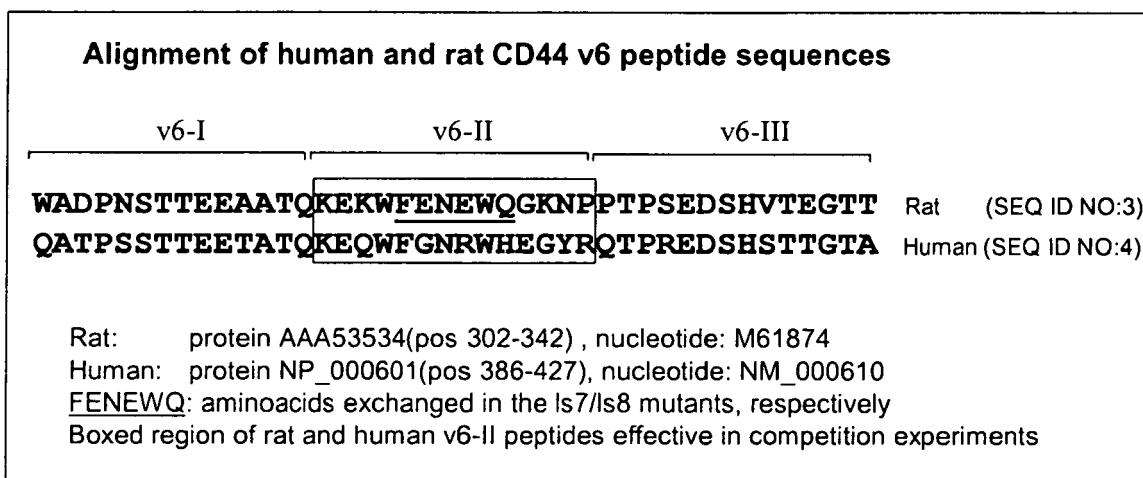 Alignment of human and rat CD44 v6 peptide sequences
v6-I v6-II v6-III
WADPNSTTEEAATQKEKWFENEWQGKNPPTPSEDSHVTEGTT Rat (SEQ ID NO:3)
QATPSSTTEETATQKEQWFGNRWHEGYRQTPREDSHSTTGTA Human (SEQ ID NO:4)
Rat: protein AAA53534(pos 302-342) , nucleotide: M61874
Human: protein NP_000601(pos 386-427), nucleotide: NM_000610
FENEWQ: aminoacids exchanged in the ls7/ls8 mutants, respectively
Boxed region of rat and human v6-II peptides effective in competition experiments